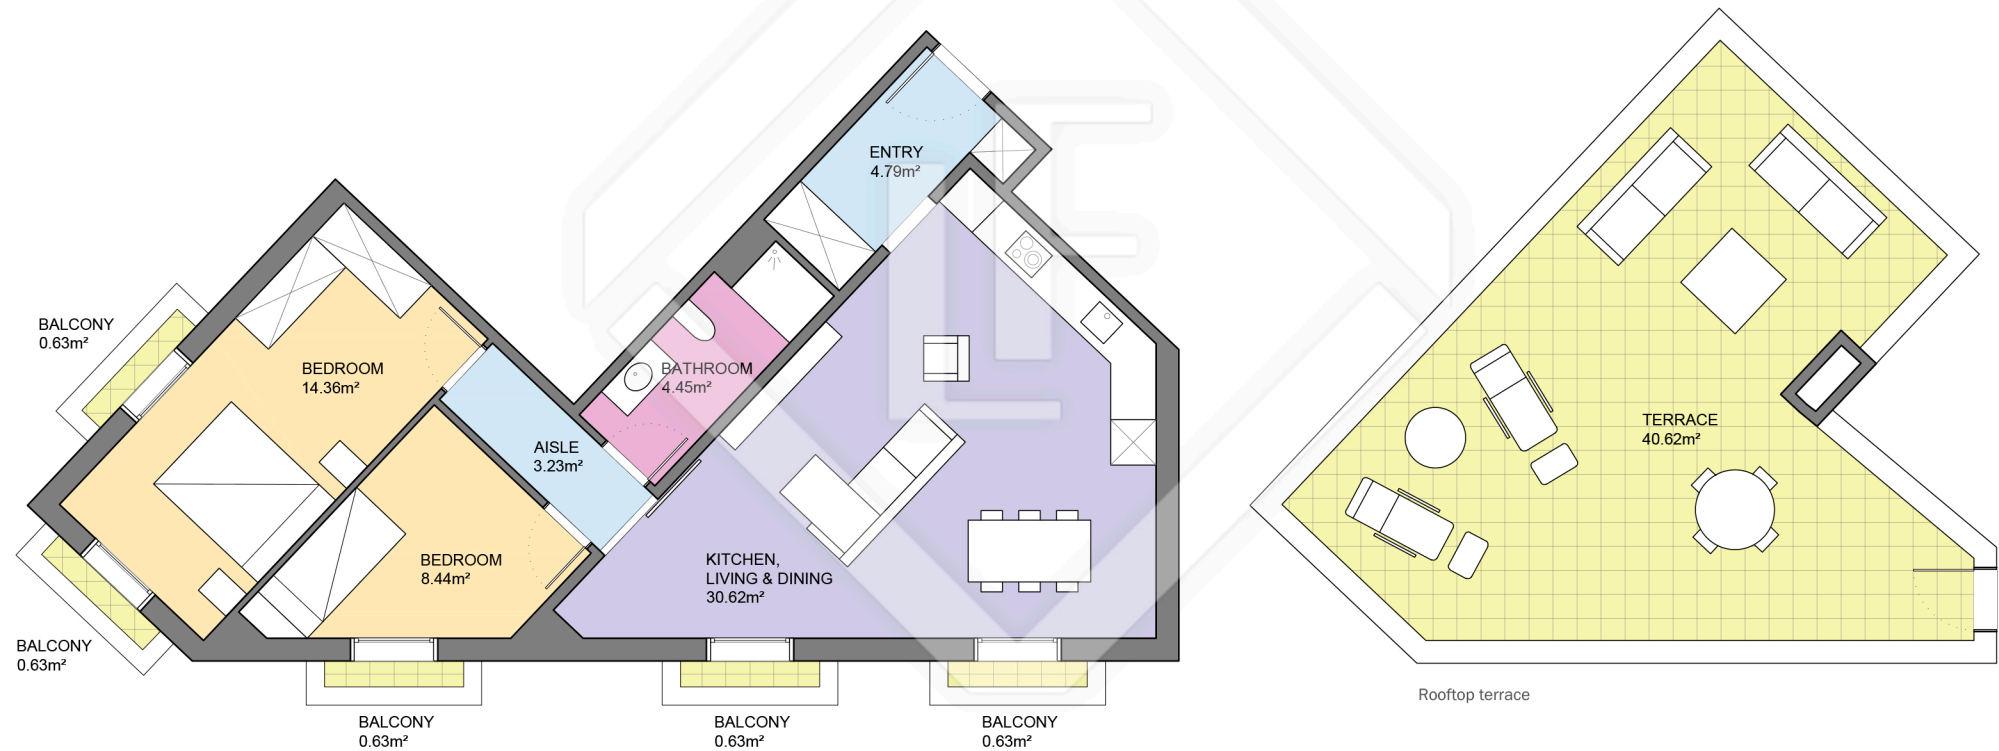 ENTRY
4.79m²
BALCONY
0.63m²
BEDROOM
14.36m²
BATHROOM
4.45m²
AISLE
3.23m²
BEDROOM
8.44m²
KITCHEN,
LIVING & DINING
30.62m²
BALCONY
0.63m²
BALCONY
0.63m²
BALCONY
0.63m²
BALCONY
0.63m²
TERRACE
40.62m²
Rooftop terrace